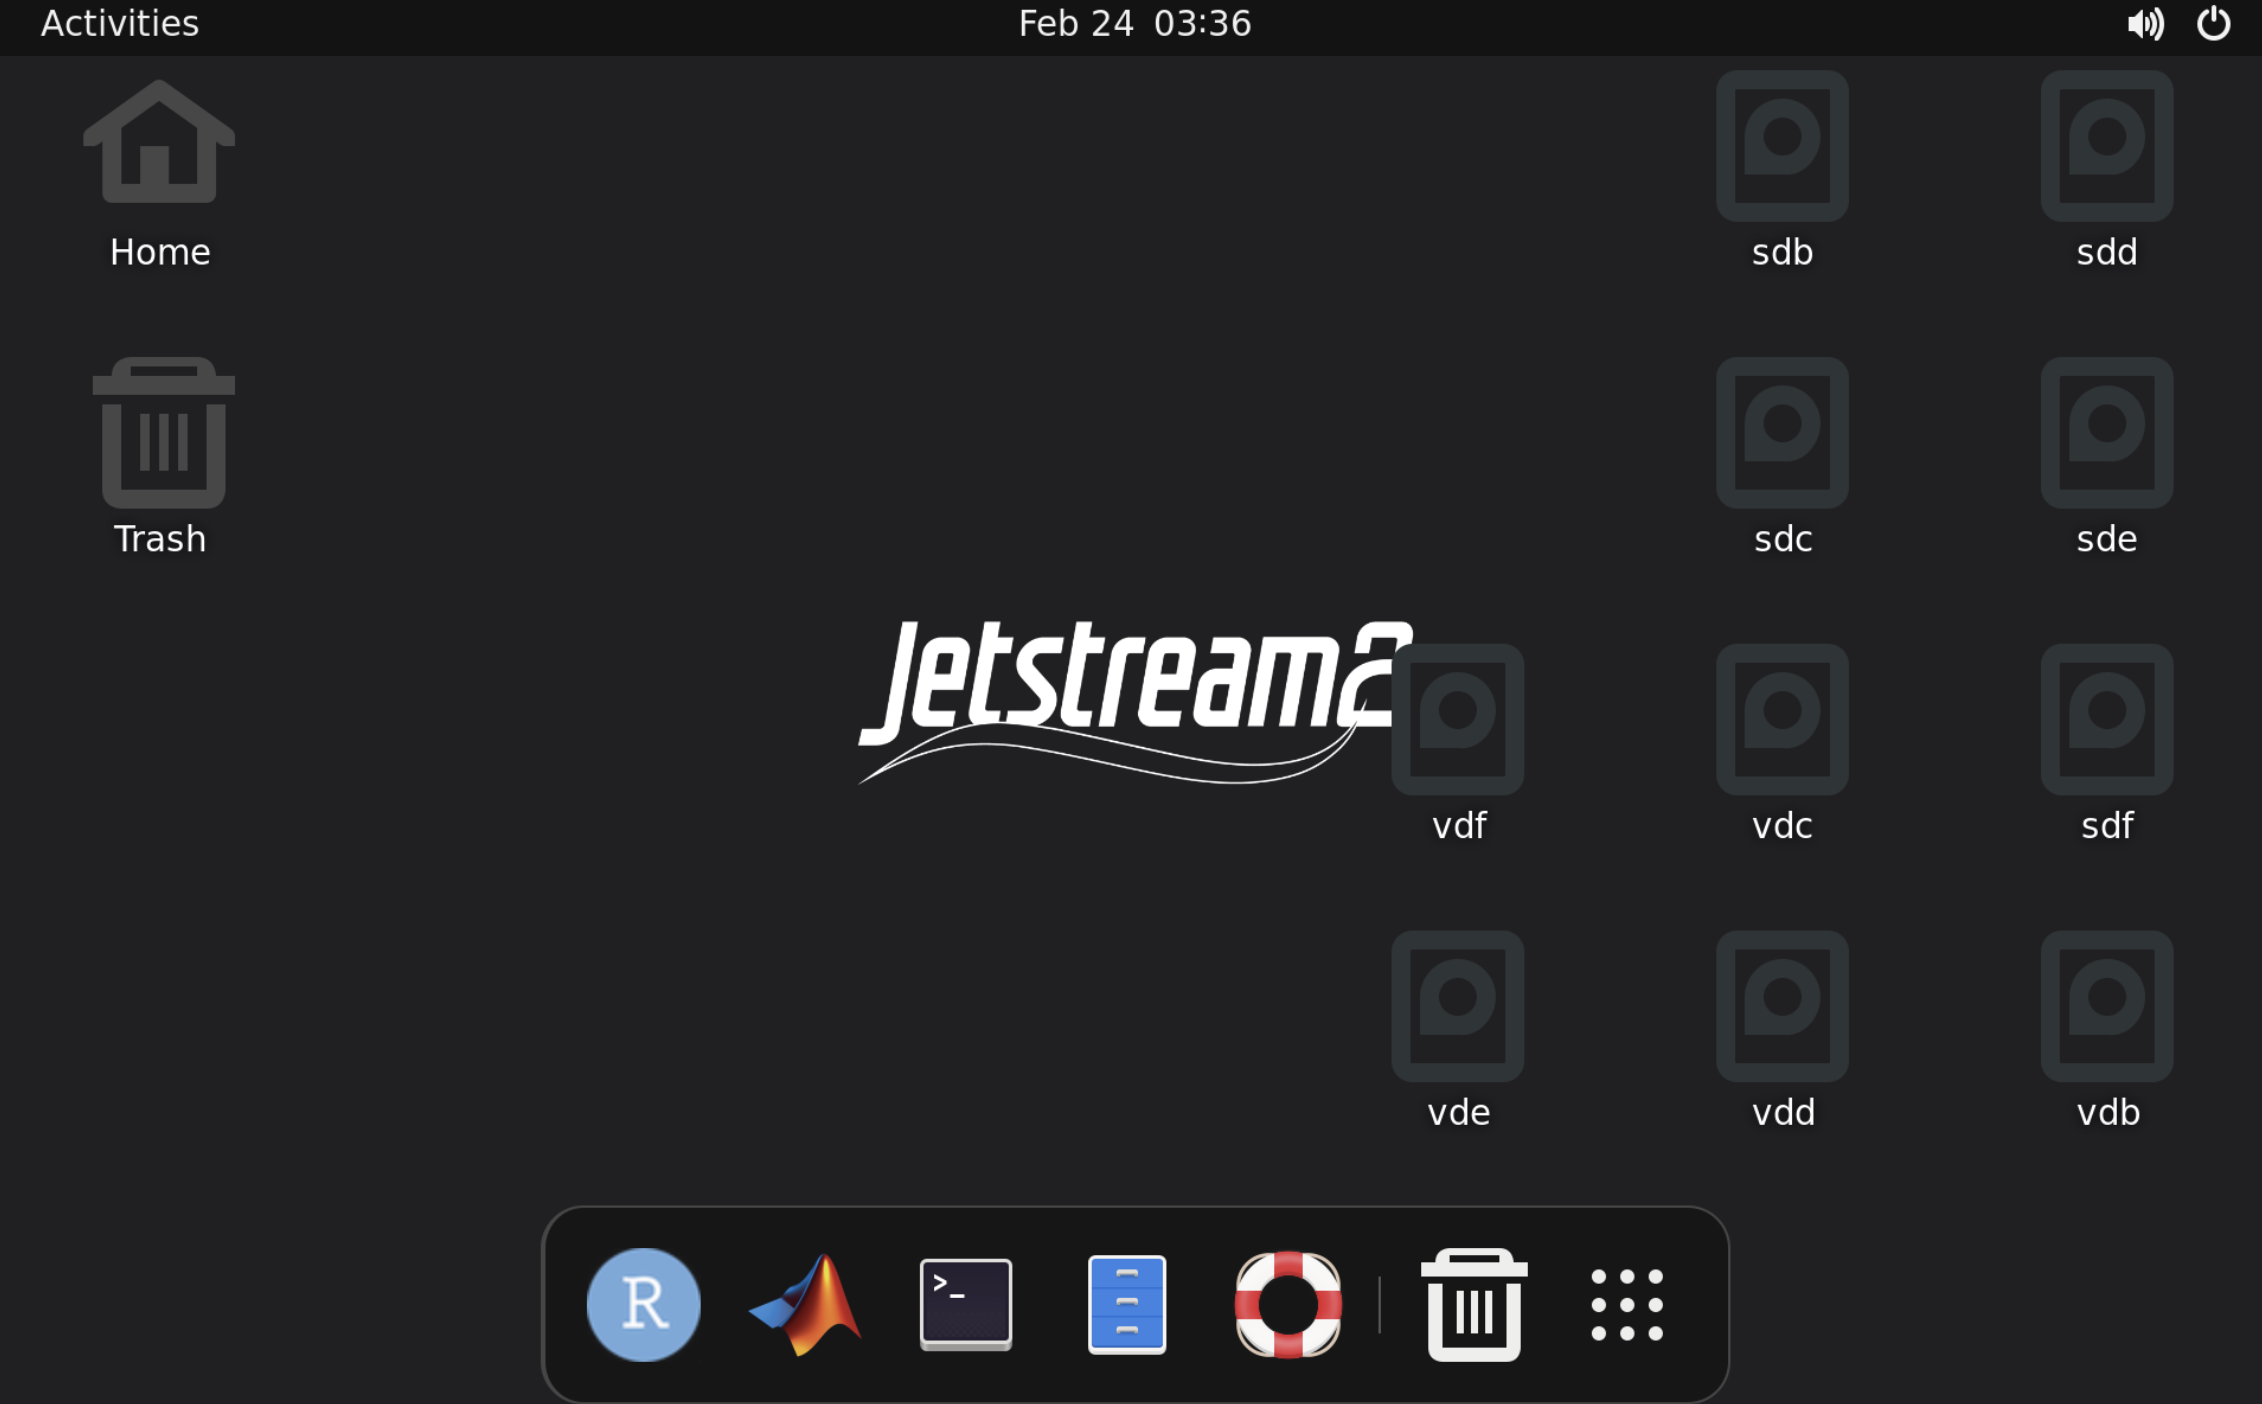 Activities
Feb 24 03:36
Home
sdb
sdd
Trash
sdc
sde
Jetstream2
vdf
vdc
sdf
vde
vdd
vdb
R
>_